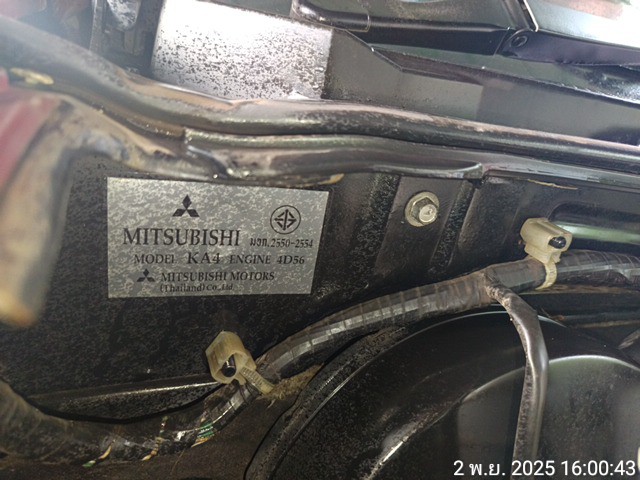 MITSUBISHI มอก.2550-2554
MODEL KA4 ENGINE 4D56
MITSUBISHI MOTORS
(Thailand) Co.,Ltd.
2 พ.ย. 2025 16:00:43